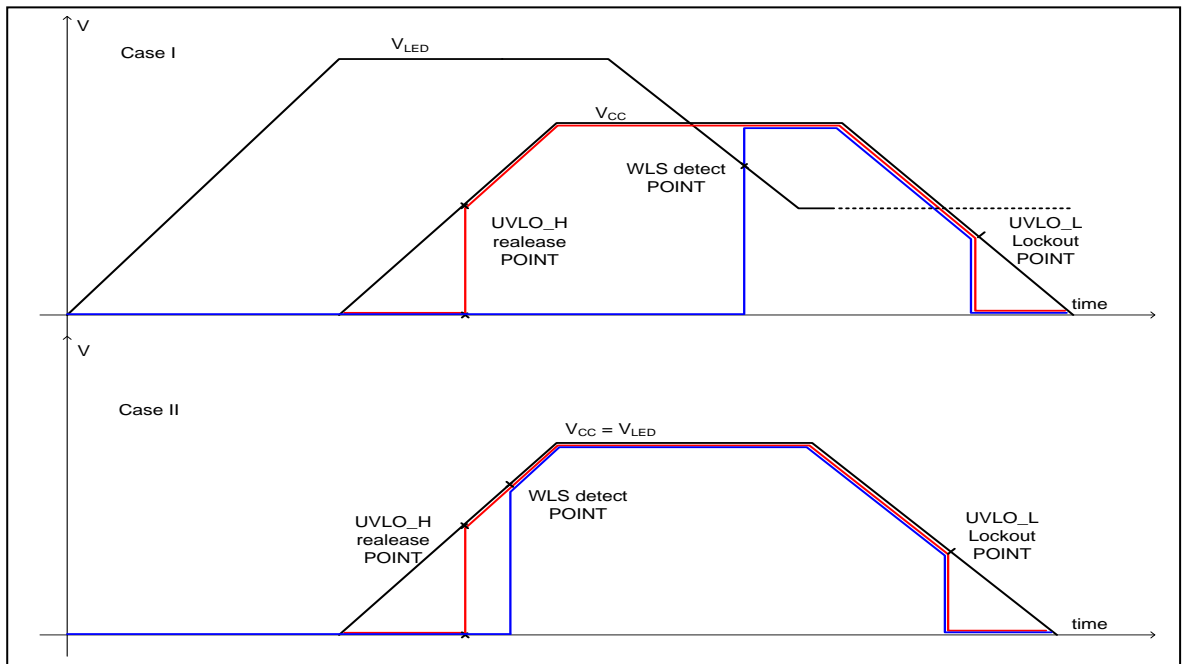 V
Case I
VLED
VCC
WLS detect
POINT
UVLO_H
realease
POINT
UVLO_L
Lockout
POINT
time
V
Case II
VCC = VLED
WLS detect
POINT
UVLO_H
realease
POINT
UVLO_L
Lockout
POINT
time